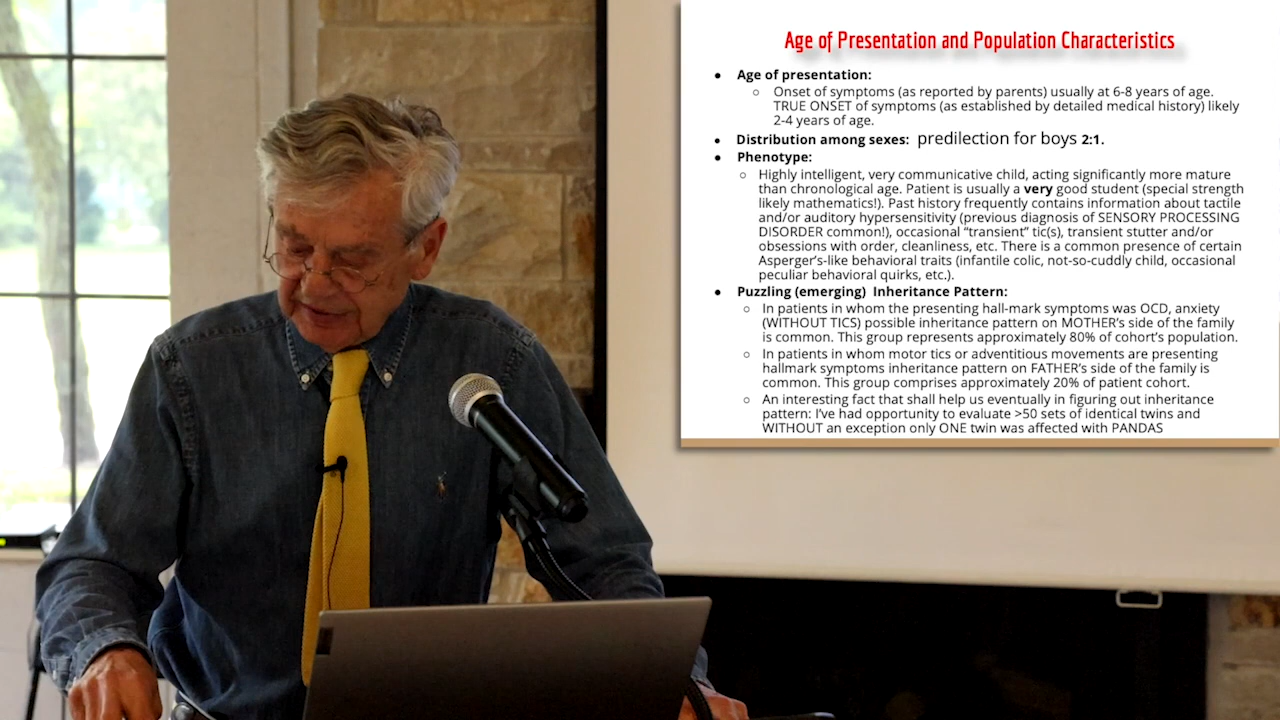 Age of Presentation and Population Characteristics
● Age of presentation:
○ Onset of symptoms (as reported by parents) usually at 6-8 years of age.
TRUE ONSET of symptoms (as established by detailed medical history) likely
2-4 years of age.
● Distribution among sexes: predilection for boys 2:1.
● Phenotype:
○ Highly intelligent, very communicative child, acting significantly more mature
than chronological age. Patient is usually a very good student (special strength
likely mathematics!). Past history frequently contains information about tactile
and/or auditory hypersensitivity (previous diagnosis of SENSORY PROCESSING
DISORDER common!), occasional “transient” tic(s), transient stutter and/or
obsessions with order, cleanliness, etc. There is a common presence of certain
Asperger’s-like behavioral traits (infantile colic, not-so-cuddly child, occasional
peculiar behavioral quirks, etc.).
● Puzzling (emerging) Inheritance Pattern:
○ In patients in whom the presenting hall-mark symptoms was OCD, anxiety
(WITHOUT TICS) possible inheritance pattern on MOTHER’s side of the family
is common. This group represents approximately 80% of cohort’s population.
○ In patients in whom motor tics or adventitious movements are presenting
hallmark symptoms inheritance pattern on FATHER’s side of the family is
common. This group comprises approximately 20% of patient cohort.
○ An interesting fact that shall help us eventually in figuring out inheritance
pattern: I’ve had opportunity to evaluate >50 sets of identical twins and
WITHOUT an exception only ONE twin was affected with PANDAS